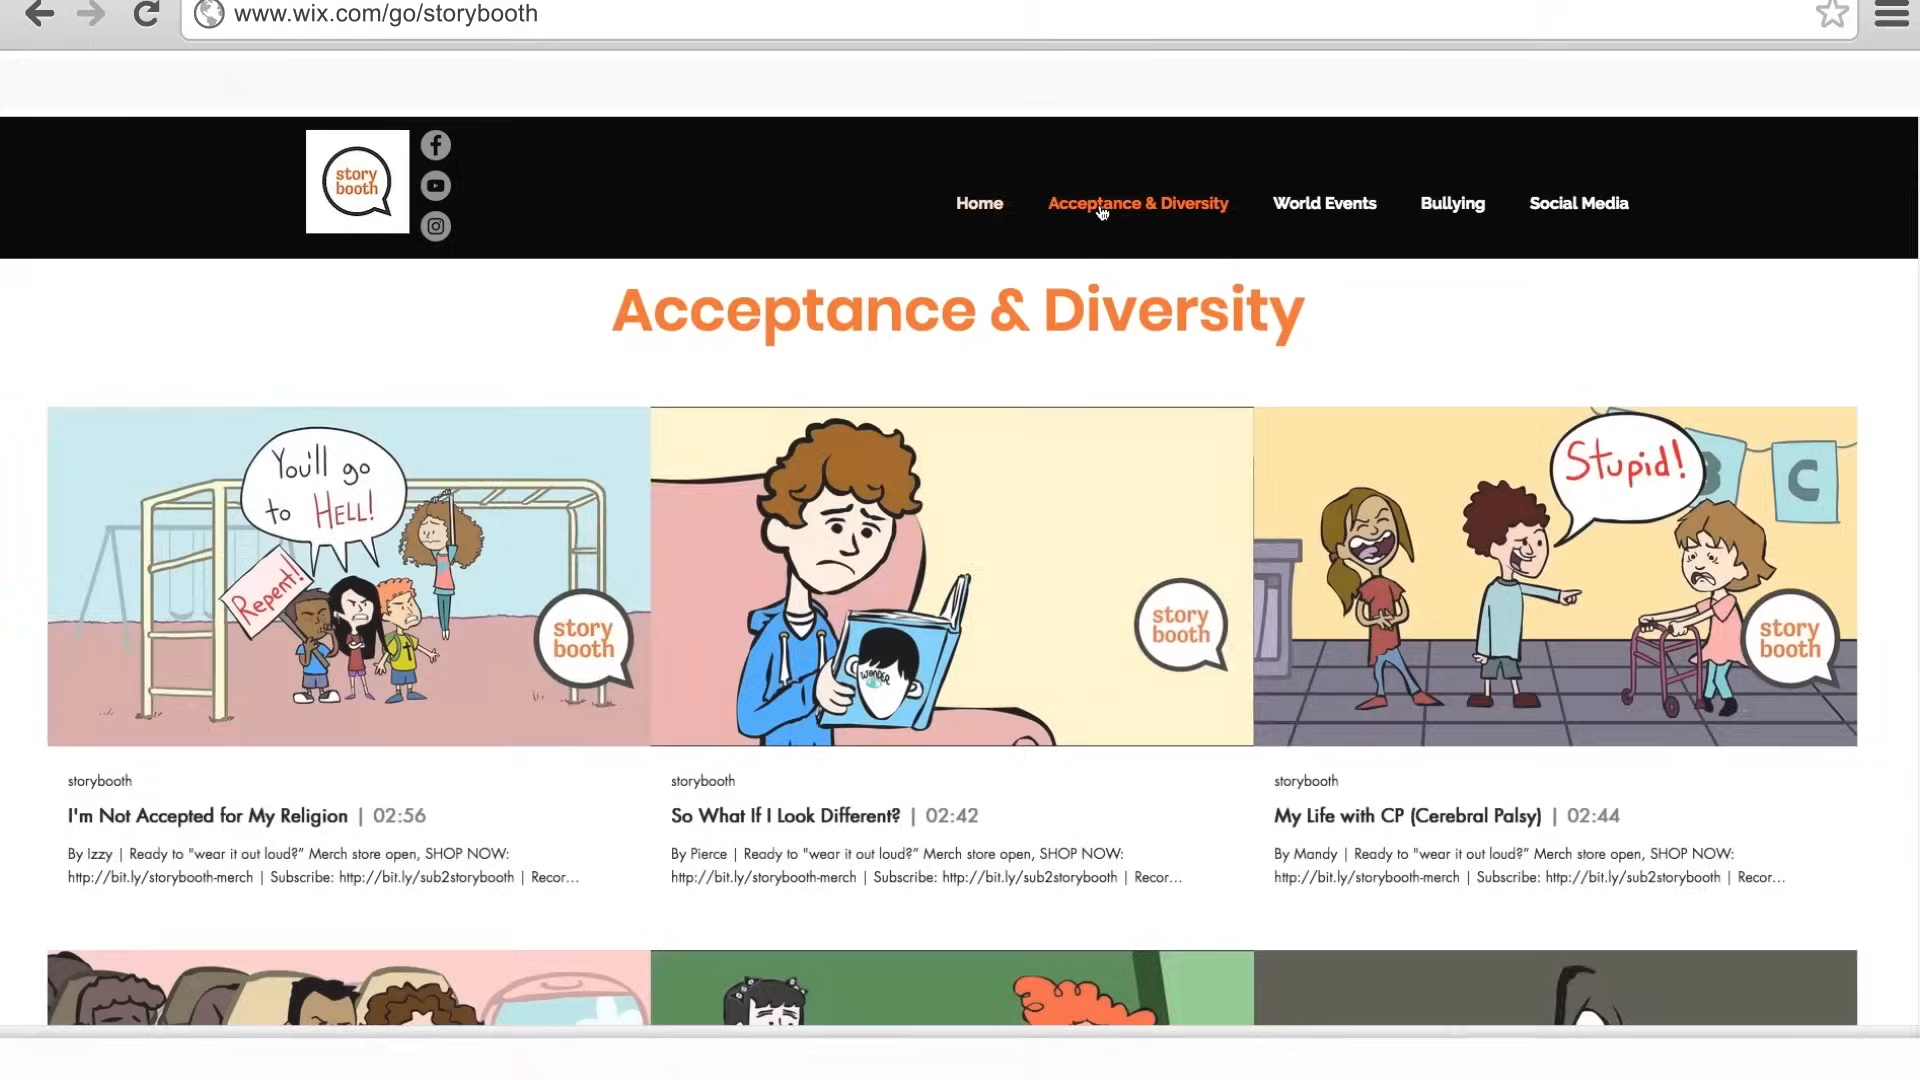 www.wix.com/go/storybooth
story
booth
Home
Acceptance & Diversity
World Events
Bullying
Social Media
Acceptance & Diversity
You'll go
to HELL!
Repent!
story
booth
WONDER
story
booth
Stupid!
B
C
story
booth
storybooth
I'm Not Accepted for My Religion | 02:56
By Izzy | Ready to "wear it out loud?" Merch store open, SHOP NOW:
http://bit.ly/storybooth-merch | Subscribe: http://bit.ly/sub2storybooth | Recor...
storybooth
So What If I Look Different? | 02:42
By Pierce | Ready to "wear it out loud?" Merch store open, SHOP NOW:
http://bit.ly/storybooth-merch | Subscribe: http://bit.ly/sub2storybooth | Recor...
storybooth
My Life with CP (Cerebral Palsy) | 02:44
By Mandy | Ready to "wear it out loud?" Merch store open, SHOP NOW:
http://bit.ly/storybooth-merch | Subscribe: http://bit.ly/sub2storybooth | Recor...